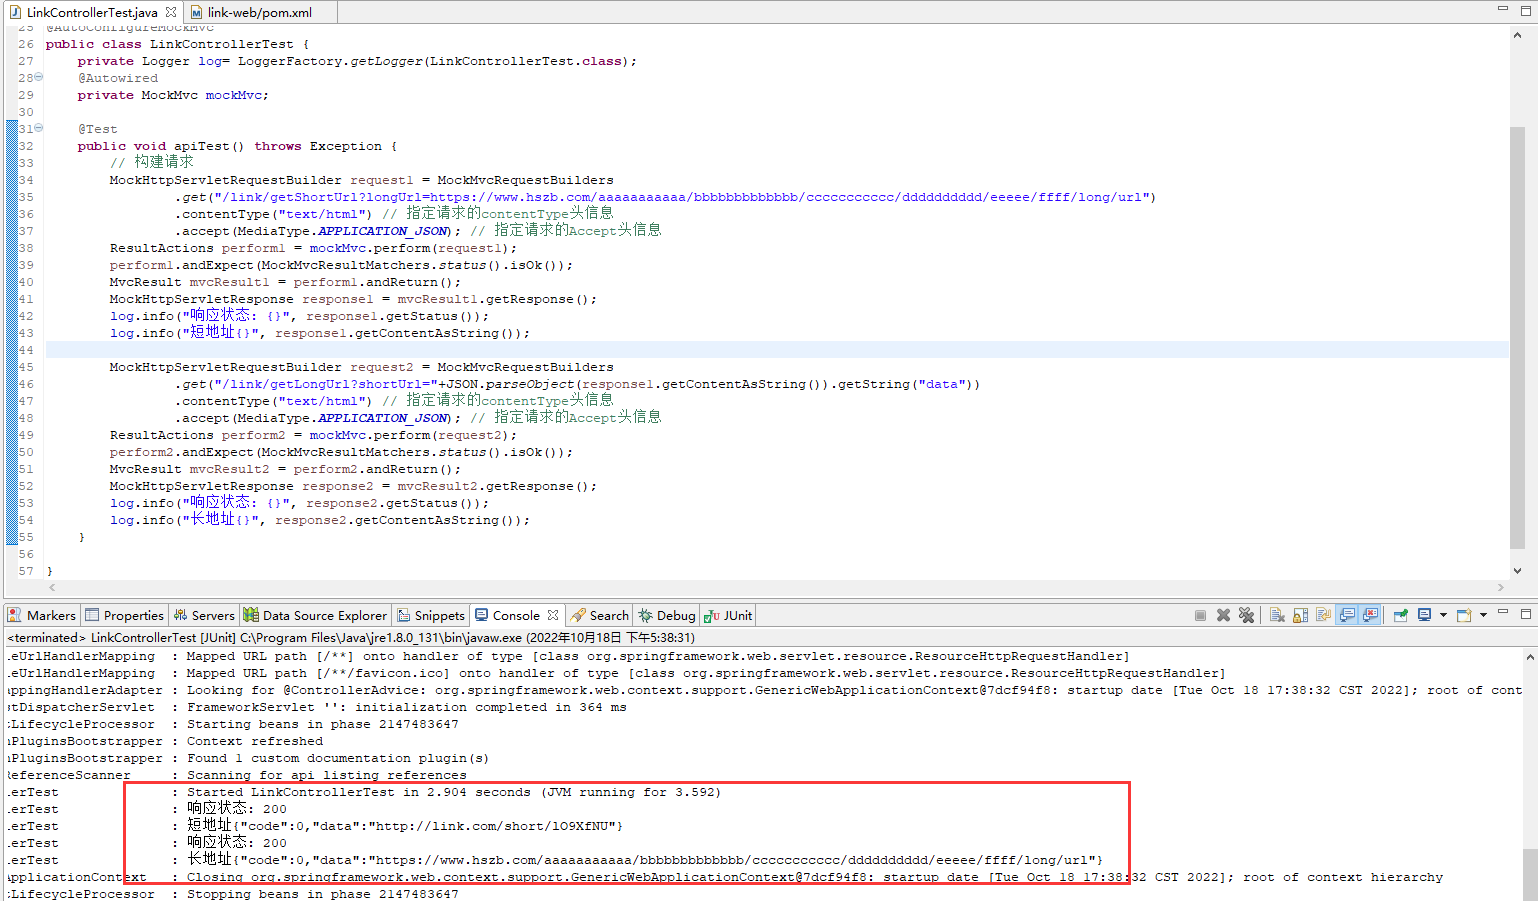 LinkControllerTest.java link-web/pom.xml
25 @AutoConfigureMockMvc
26 public class LinkControllerTest {
27 private Logger log= LoggerFactory.getLogger(LinkControllerTest.class);
28 @Autowired
29 private MockMvc mockMvc;
30
31 @Test
32 public void apiTest() throws Exception {
33 // 构建请求
34 MockHttpServletRequestBuilder request1 = MockMvcRequestBuilders
35 .get("/link/getShortUrl?longUrl=https://www.hszb.com/aaaaaaaaaaa/bbbbbbbbbbbbb/ccccccccccc/dddddddddd/eeeee/ffff/long/url")
36 .contentType("text/html") // 指定请求的contentType头信息
37 .accept(MediaType.APPLICATION_JSON); // 指定请求的Accept头信息
38 ResultActions perform1 = mockMvc.perform(request1);
39 perform1.andExpect(MockMvcResultMatchers.status().isOk());
40 MvcResult mvcResult1 = perform1.andReturn();
41 MockHttpServletResponse response1 = mvcResult1.getResponse();
42 log.info("响应状态: {}", response1.getStatus());
43 log.info("短地址{}", response1.getContentAsString());
44
45 MockHttpServletRequestBuilder request2 = MockMvcRequestBuilders
46 .get("/link/getLongUrl?shortUrl="+JSON.parseObject(response1.getContentAsString()).getString("data"))
47 .contentType("text/html") // 指定请求的contentType头信息
48 .accept(MediaType.APPLICATION_JSON); // 指定请求的Accept头信息
49 ResultActions perform2 = mockMvc.perform(request2);
50 perform2.andExpect(MockMvcResultMatchers.status().isOk());
51 MvcResult mvcResult2 = perform2.andReturn();
52 MockHttpServletResponse response2 = mvcResult2.getResponse();
53 log.info("响应状态: {}", response2.getStatus());
54 log.info("长地址{}", response2.getContentAsString());
55 }
56
57 }
Markers Properties Servers Data Source Explorer Snippets Console Search Debug JUnit
<terminated> LinkControllerTest [JUnit] C:\Program Files\Java\jre1.8.0_131\bin\javaw.exe (2022年10月18日 下午5:38:31)
.eUrlHandlerMapping : Mapped URL path [/**] onto handler of type [class org.springframework.web.servlet.resource.ResourceHttpRequestHandler]
.eUrlHandlerMapping : Mapped URL path [/**/favicon.ico] onto handler of type [class org.springframework.web.servlet.resource.ResourceHttpRequestHandler]
appingHandlerAdapter : Looking for @ControllerAdvice: org.springframework.web.context.support.GenericWebApplicationContext@7dcf94f8: startup date [Tue Oct 18 17:38:32 CST 2022]; root of cont
stDispatcherServlet : FrameworkServlet '': initialization completed in 364 ms
tLifecycleProcessor : Starting beans in phase 2147483647
nPluginsBootstrapper : Context refreshed
nPluginsBootstrapper : Found 1 custom documentation plugin(s)
ReferenceScanner : Scanning for api listing references
lerTest : Started LinkControllerTest in 2.904 seconds (JVM running for 3.592)
lerTest : 响应状态: 200
lerTest : 短地址{"code":0,"data":"http://link.com/short/lO9XfNU"}
lerTest : 响应状态: 200
lerTest : 长地址{"code":0,"data":"https://www.hszb.com/aaaaaaaaaaa/bbbbbbbbbbbbb/ccccccccccc/dddddddddd/eeeee/ffff/long/url"}
ApplicationContext : Closing org.springframework.web.context.support.GenericWebApplicationContext@7dcf94f8: startup date [Tue Oct 18 17:38:32 CST 2022]; root of context hierarchy
tLifecycleProcessor : Stopping beans in phase 2147483647